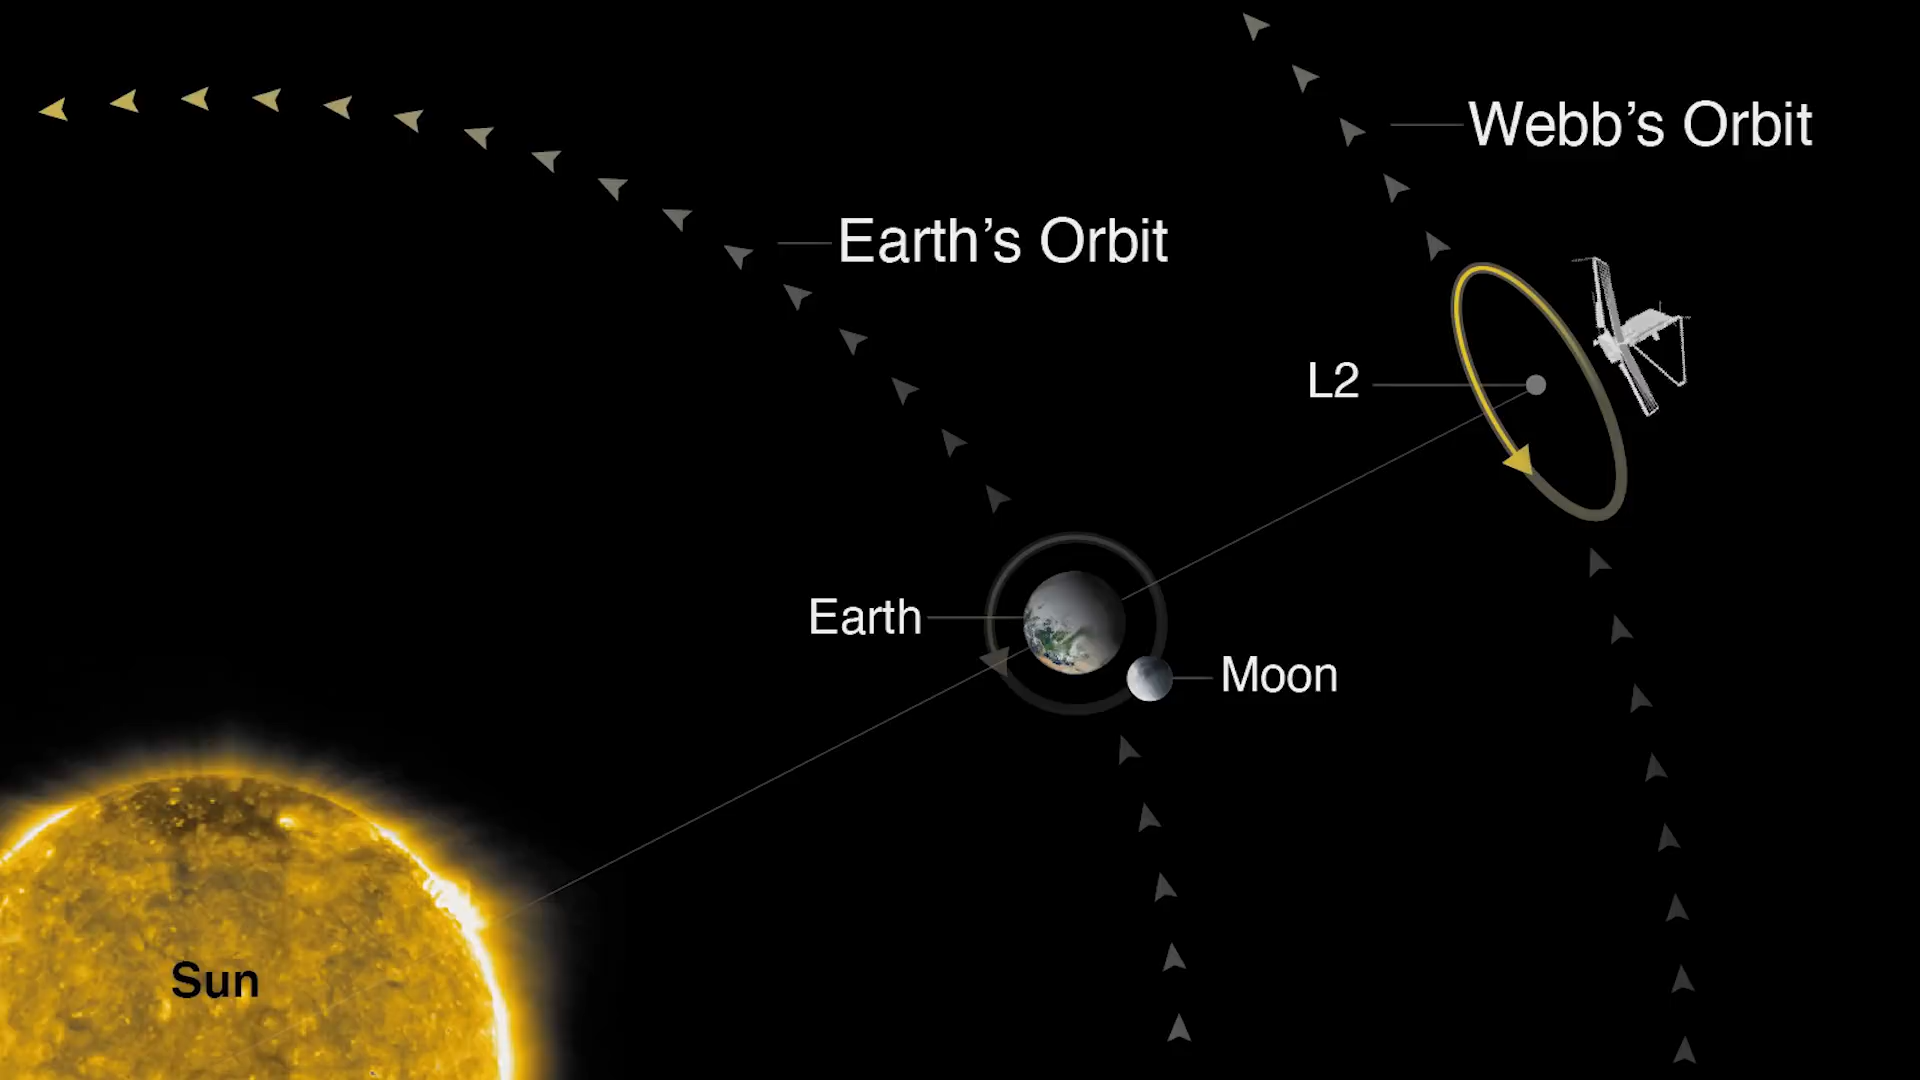 Webb’s Orbit
Earth’s Orbit
L2
Earth
Moon
Sun